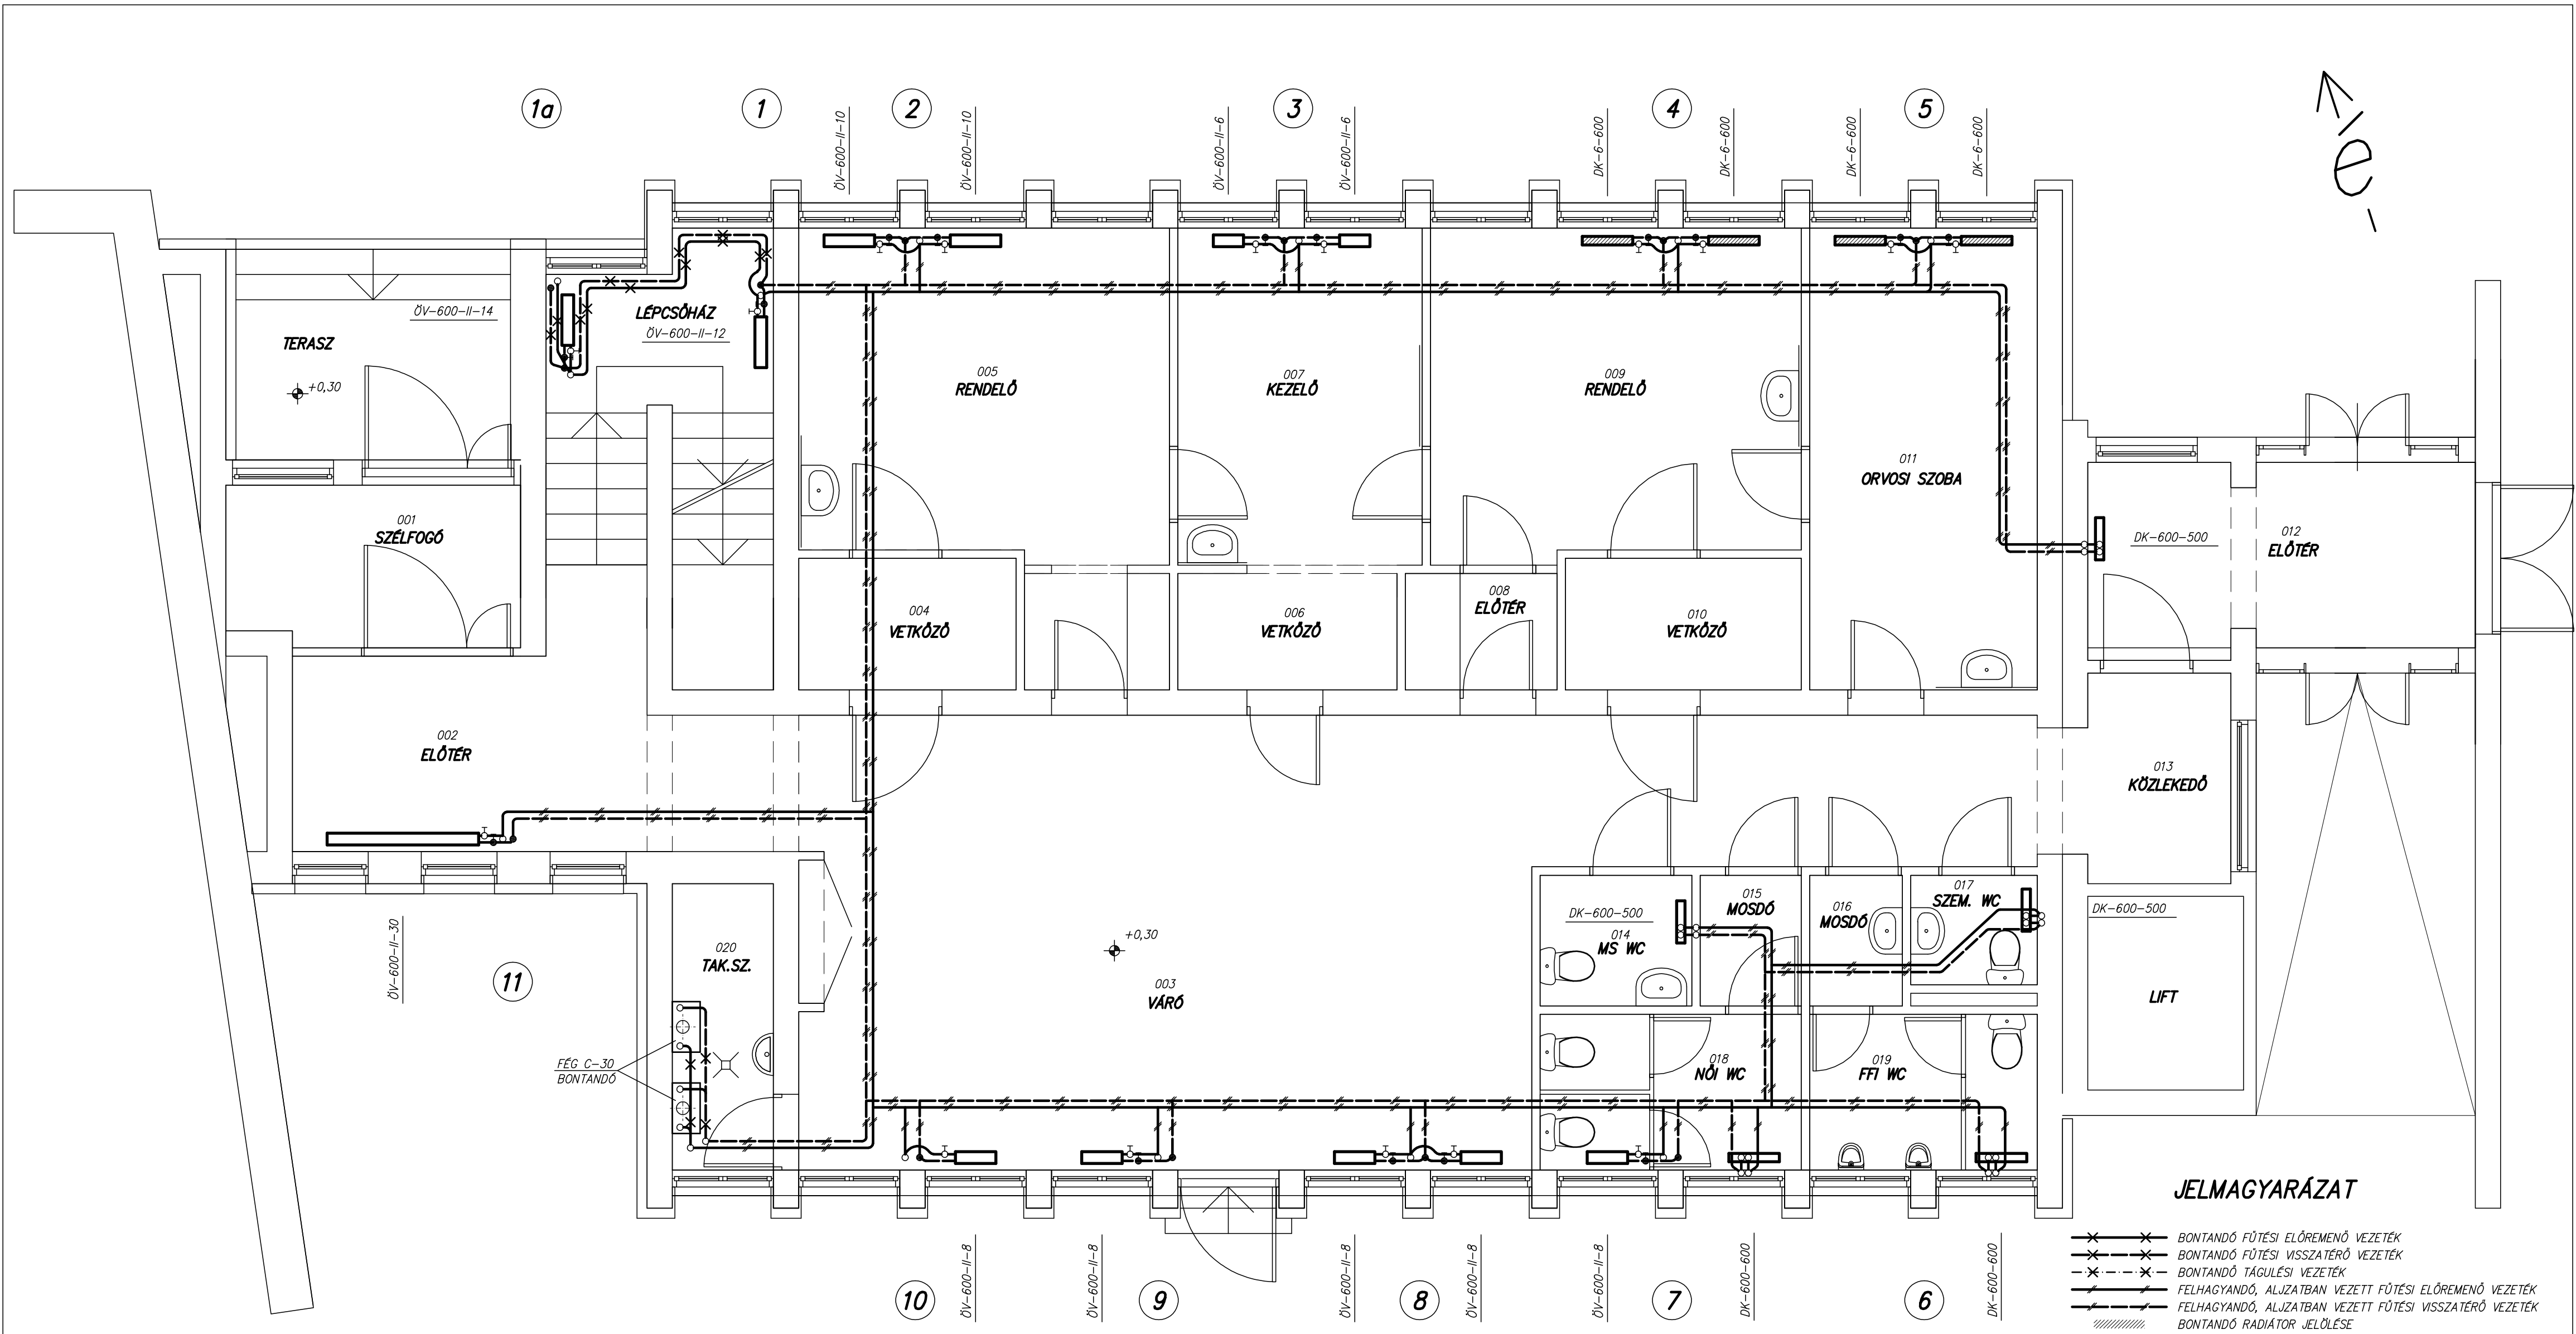 1a
1
2
3
4
5
ÖV-600-II-10
ÖV-600-II-10
ÖV-600-II-6
ÖV-600-II-6
DK-6-600
DK-6-600
DK-6-600
DK-6-600
é
ÖV-600-II-14
TERASZ
+0,30
LÉPCSŐHÁZ
ÖV-600-II-12
005
RENDELŐ
007
KEZELŐ
009
RENDELŐ
011
ORVOSI SZOBA
DK-600-500
012
ELŐTÉR
001
SZÉLFOGÓ
004
VETKŐZŐ
006
VETKŐZŐ
008
ELŐTÉR
010
VETKŐZŐ
002
ELŐTÉR
013
KÖZLEKEDŐ
ÖV-600-II-30
11
020
TAK.SZ.
FÉG C-30
BONTANDÓ
+0,30
003
VÁRÓ
DK-600-500
014
MS WC
015
MOSDÓ
016
MOSDÓ
017
SZEM. WC
DK-600-500
LIFT
018
NŐI WC
019
FFI WC
10
ÖV-600-II-8
ÖV-600-II-8
9
ÖV-600-II-8
8
ÖV-600-II-8
ÖV-600-II-8
7
DK-600-600
6
DK-600-600
JELMAGYARÁZAT
BONTANDÓ FŰTÉSI ELŐREMENŐ VEZETÉK
BONTANDÓ FŰTÉSI VISSZATÉRŐ VEZETÉK
BONTANDŐ TÁGULÉSI VEZETÉK
FELHAGYANDÓ, ALJZATBAN VEZETT FŰTÉSI ELŐREMENŐ VEZETÉK
FELHAGYANDÓ, ALJZATBAN VEZETT FŰTÉSI VISSZATÉRŐ VEZETÉK
BONTANDÓ RADIÁTOR JELÖLÉSE